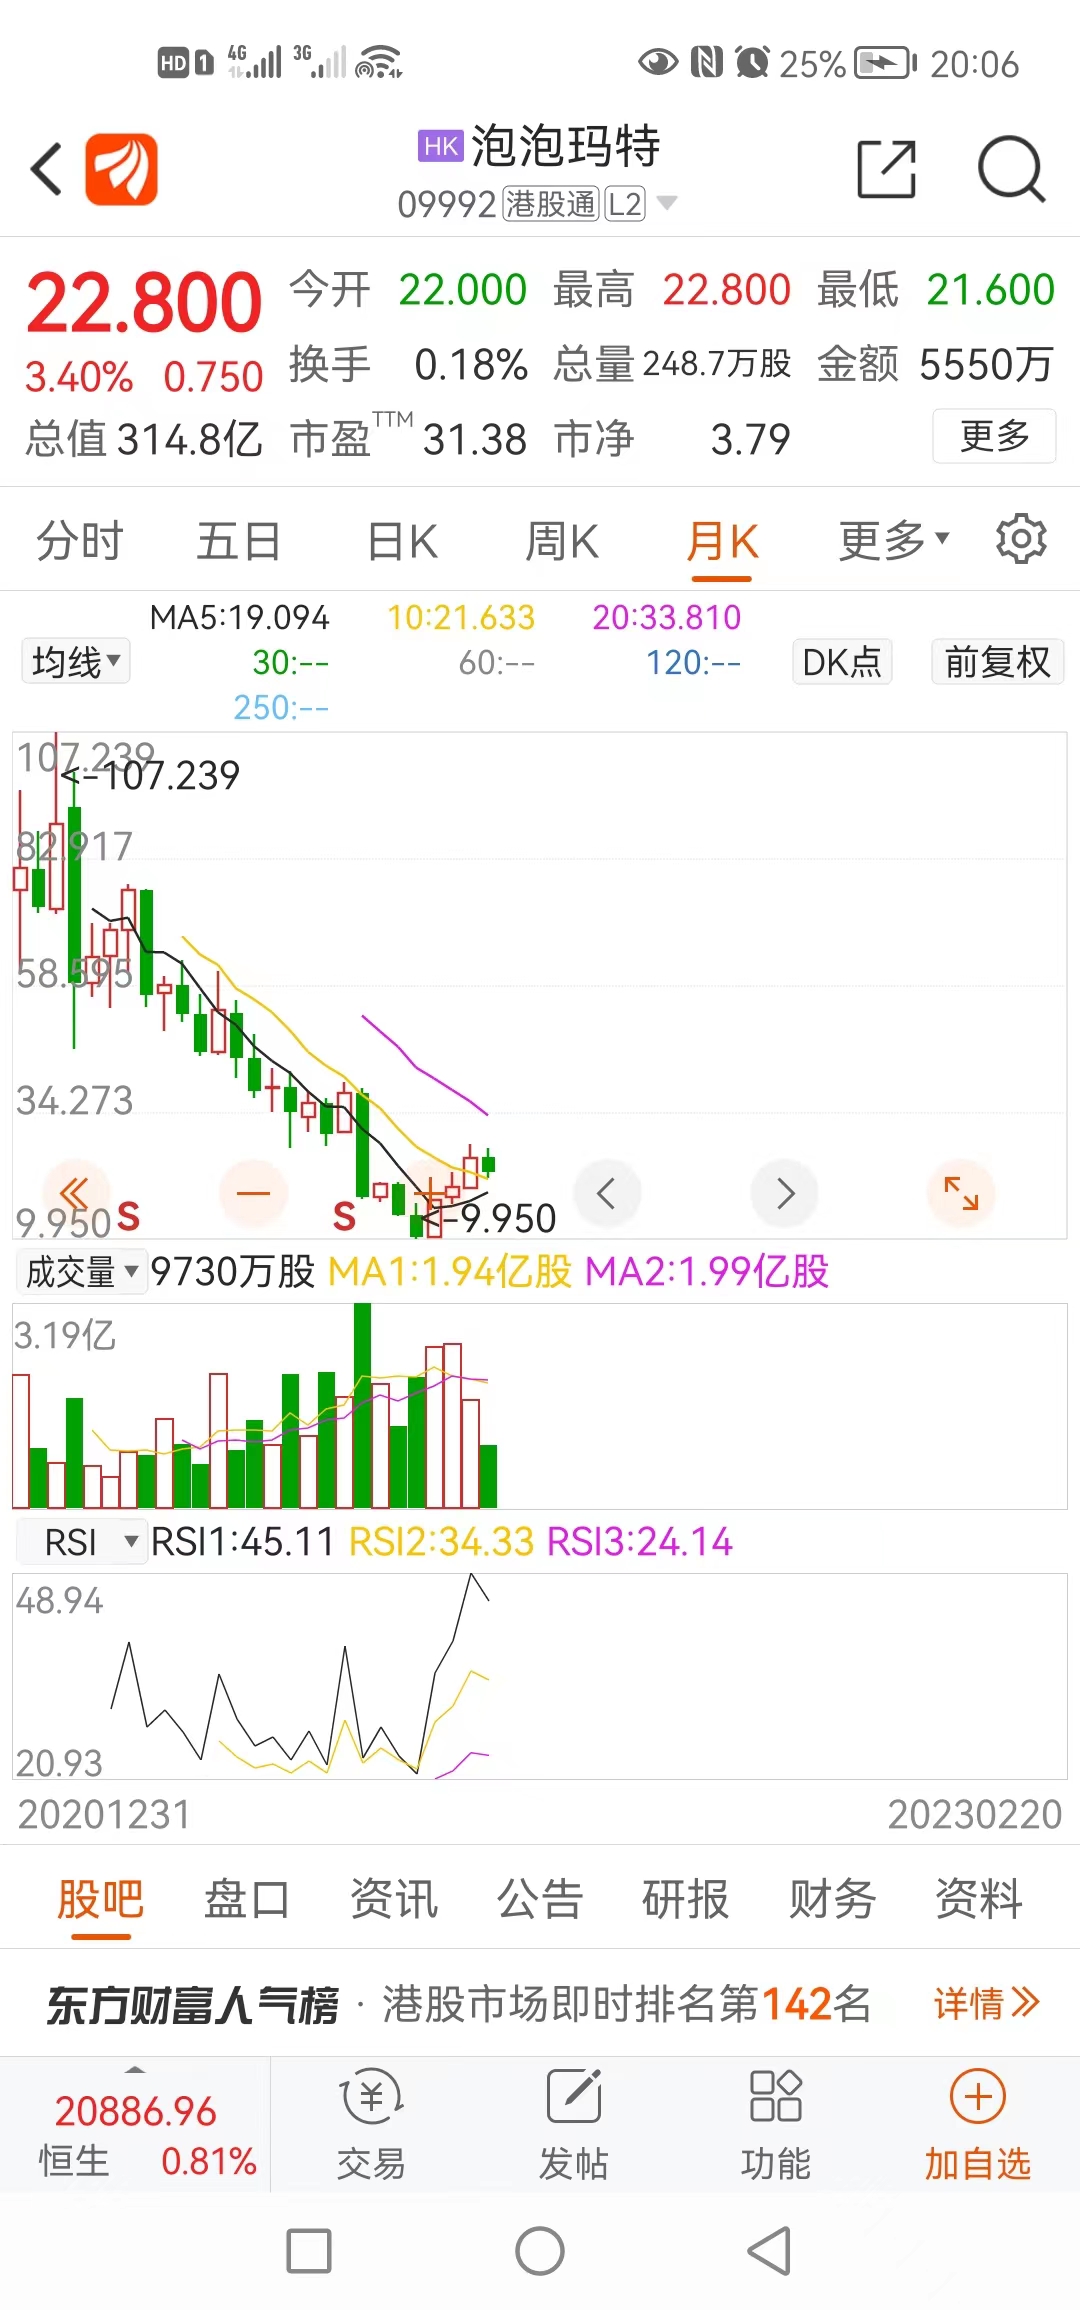 HD 1 4G 3G 25% 20:06
HK 泡泡玛特
09992 港股通 L2
22.800 今开 22.000 最高 22.800 最低 21.600
3.40% 0.750 换手 0.18% 总量 248.7万股 金额 5550万
总值 314.8亿 市盈TTM 31.38 市净 3.79 更多
分时 五日 日K 周K 月K 更多
MA5:19.094 10:21.633 20:33.810
均线 30:-- 60:-- 120:-- DK点 前复权
250:--
107.239
<-107.239
82.917
58.595
34.273
9.950 S S <-9.950
成交量 9730万股 MA1:1.94亿股 MA2:1.99亿股
3.19亿
RSI RSI1:45.11 RSI2:34.33 RSI3:24.14
48.94
20.93
20201231 20230220
股吧 盘口 资讯 公告 研报 财务 资料
东方财富人气榜 · 港股市场即时排名第142名 详情
20886.96
恒生 0.81% 交易 发帖 功能 加自选